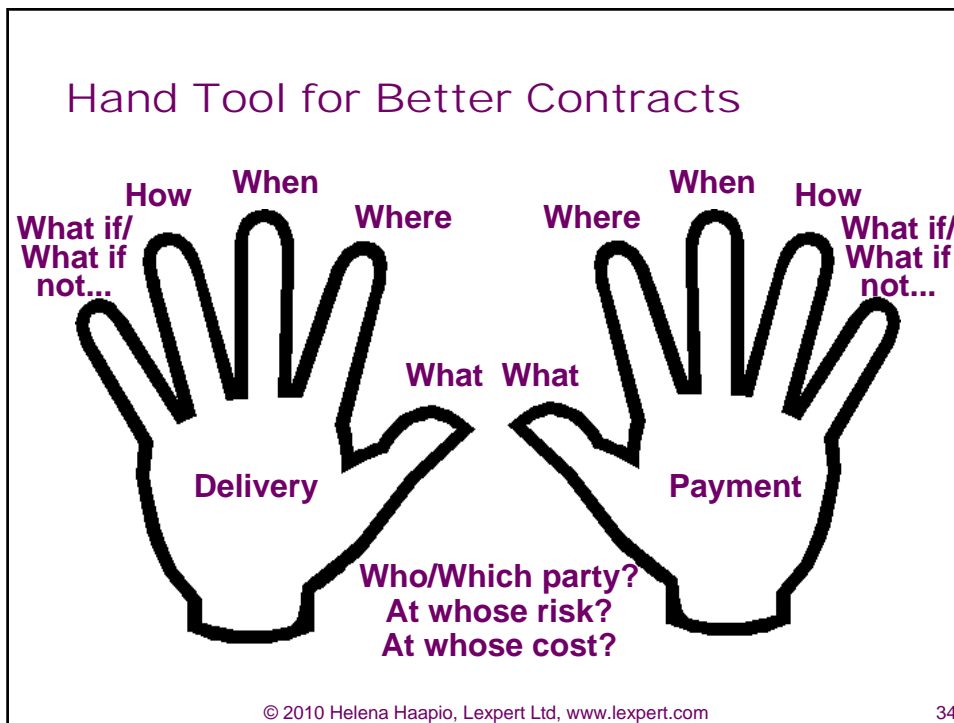 Hand Tool for Better Contracts
What if/
What if
not...
How
When
Where
What
Delivery
What
Where
When
How
What if/
What if
not...
Payment
Who/Which party?
At whose risk?
At whose cost?
© 2010 Helena Haapio, Lexpert Ltd, www.lexpert.com
34